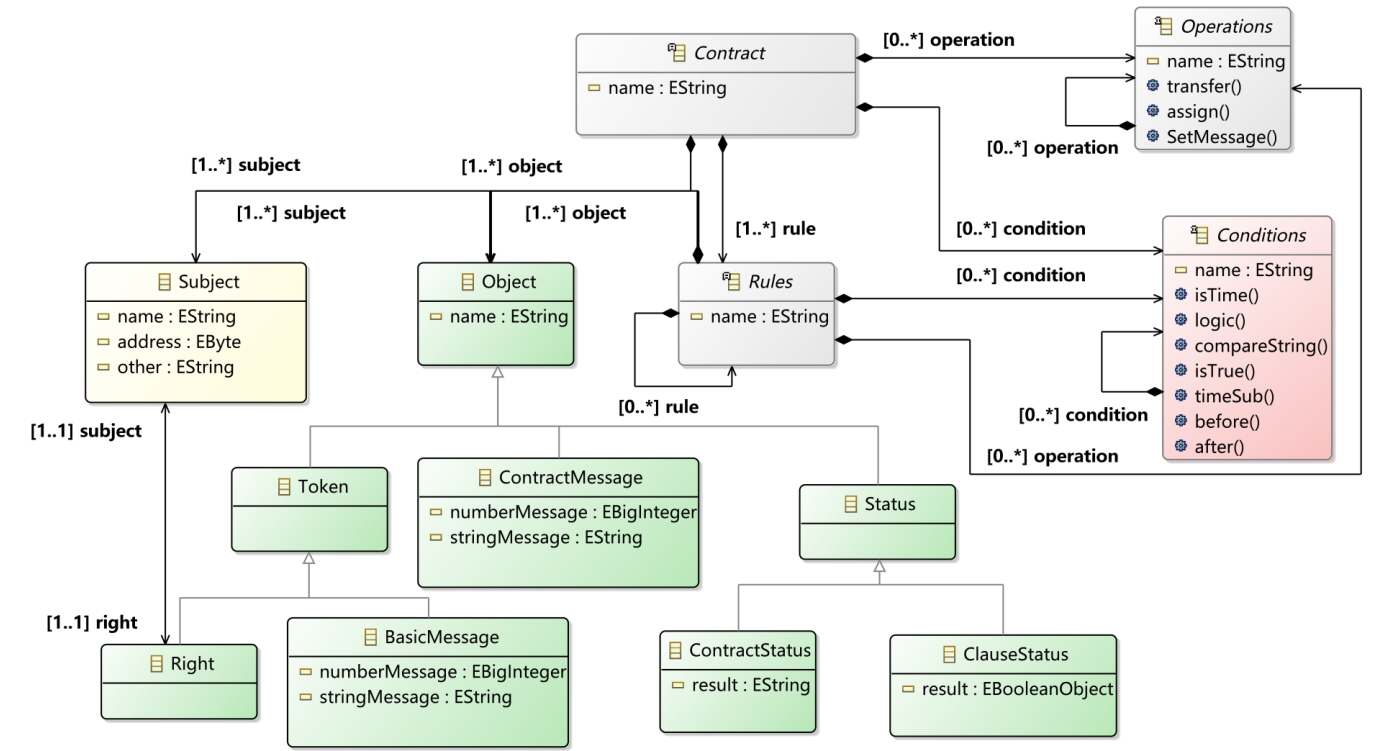 Contract
name : EString
[0..*] operation
Operations
name : EString
transfer()
assign()
SetMessage()
[0..*] operation
[1..*] subject
[1..*] object
[1..*] subject
[1..*] object
[1..*] rule
[0..*] condition
[0..*] condition
Conditions
name : EString
isTime()
logic()
compareString()
isTrue()
timeSub()
before()
after()
[0..*] condition
[0..*] operation
Subject
name : EString
address : EByte
other : EString
Object
name : EString
Rules
name : EString
[0..*] rule
[1..1] subject
Token
ContractMessage
numberMessage : EBigInteger
stringMessage : EString
Status
[1..1] right
Right
BasicMessage
numberMessage : EBigInteger
stringMessage : EString
ContractStatus
result : EString
ClauseStatus
result : EBooleanObject